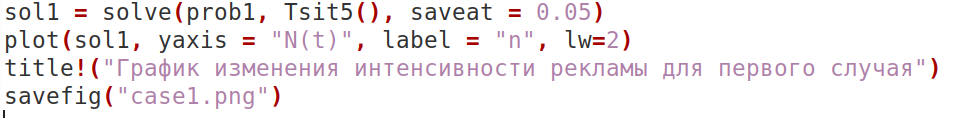 sol1 = solve(prob1, Tsit5(), saveat = 0.05)
plot(sol1, yaxis = "N(t)", label = "n", lw=2)
title!("График изменения интенсивности рекламы для первого случая")
savefig("case1.png")